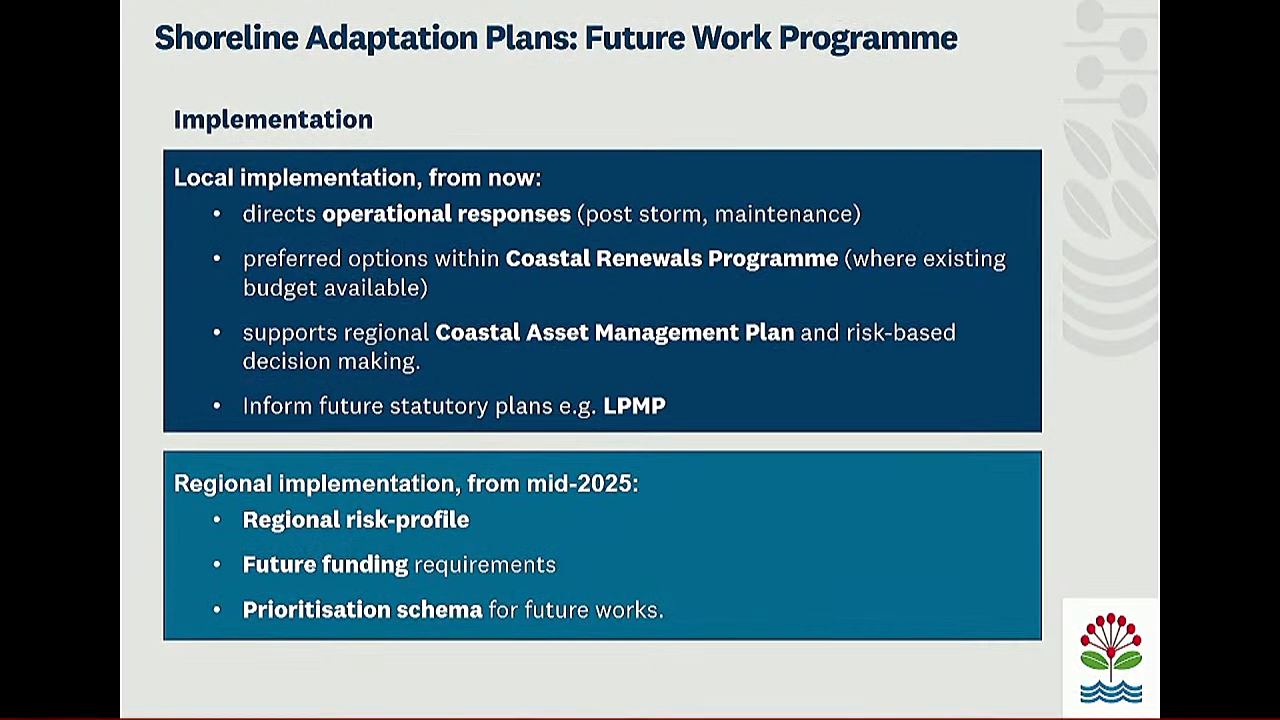 Shoreline Adaptation Plans: Future Work Programme
Implementation
Local implementation, from now:
• directs operational responses (post storm, maintenance)
• preferred options within Coastal Renewals Programme (where existing
budget available)
• supports regional Coastal Asset Management Plan and risk-based
decision making.
• Inform future statutory plans e.g. LPMP
Regional implementation, from mid-2025:
• Regional risk-profile
• Future funding requirements
• Prioritisation schema for future works.